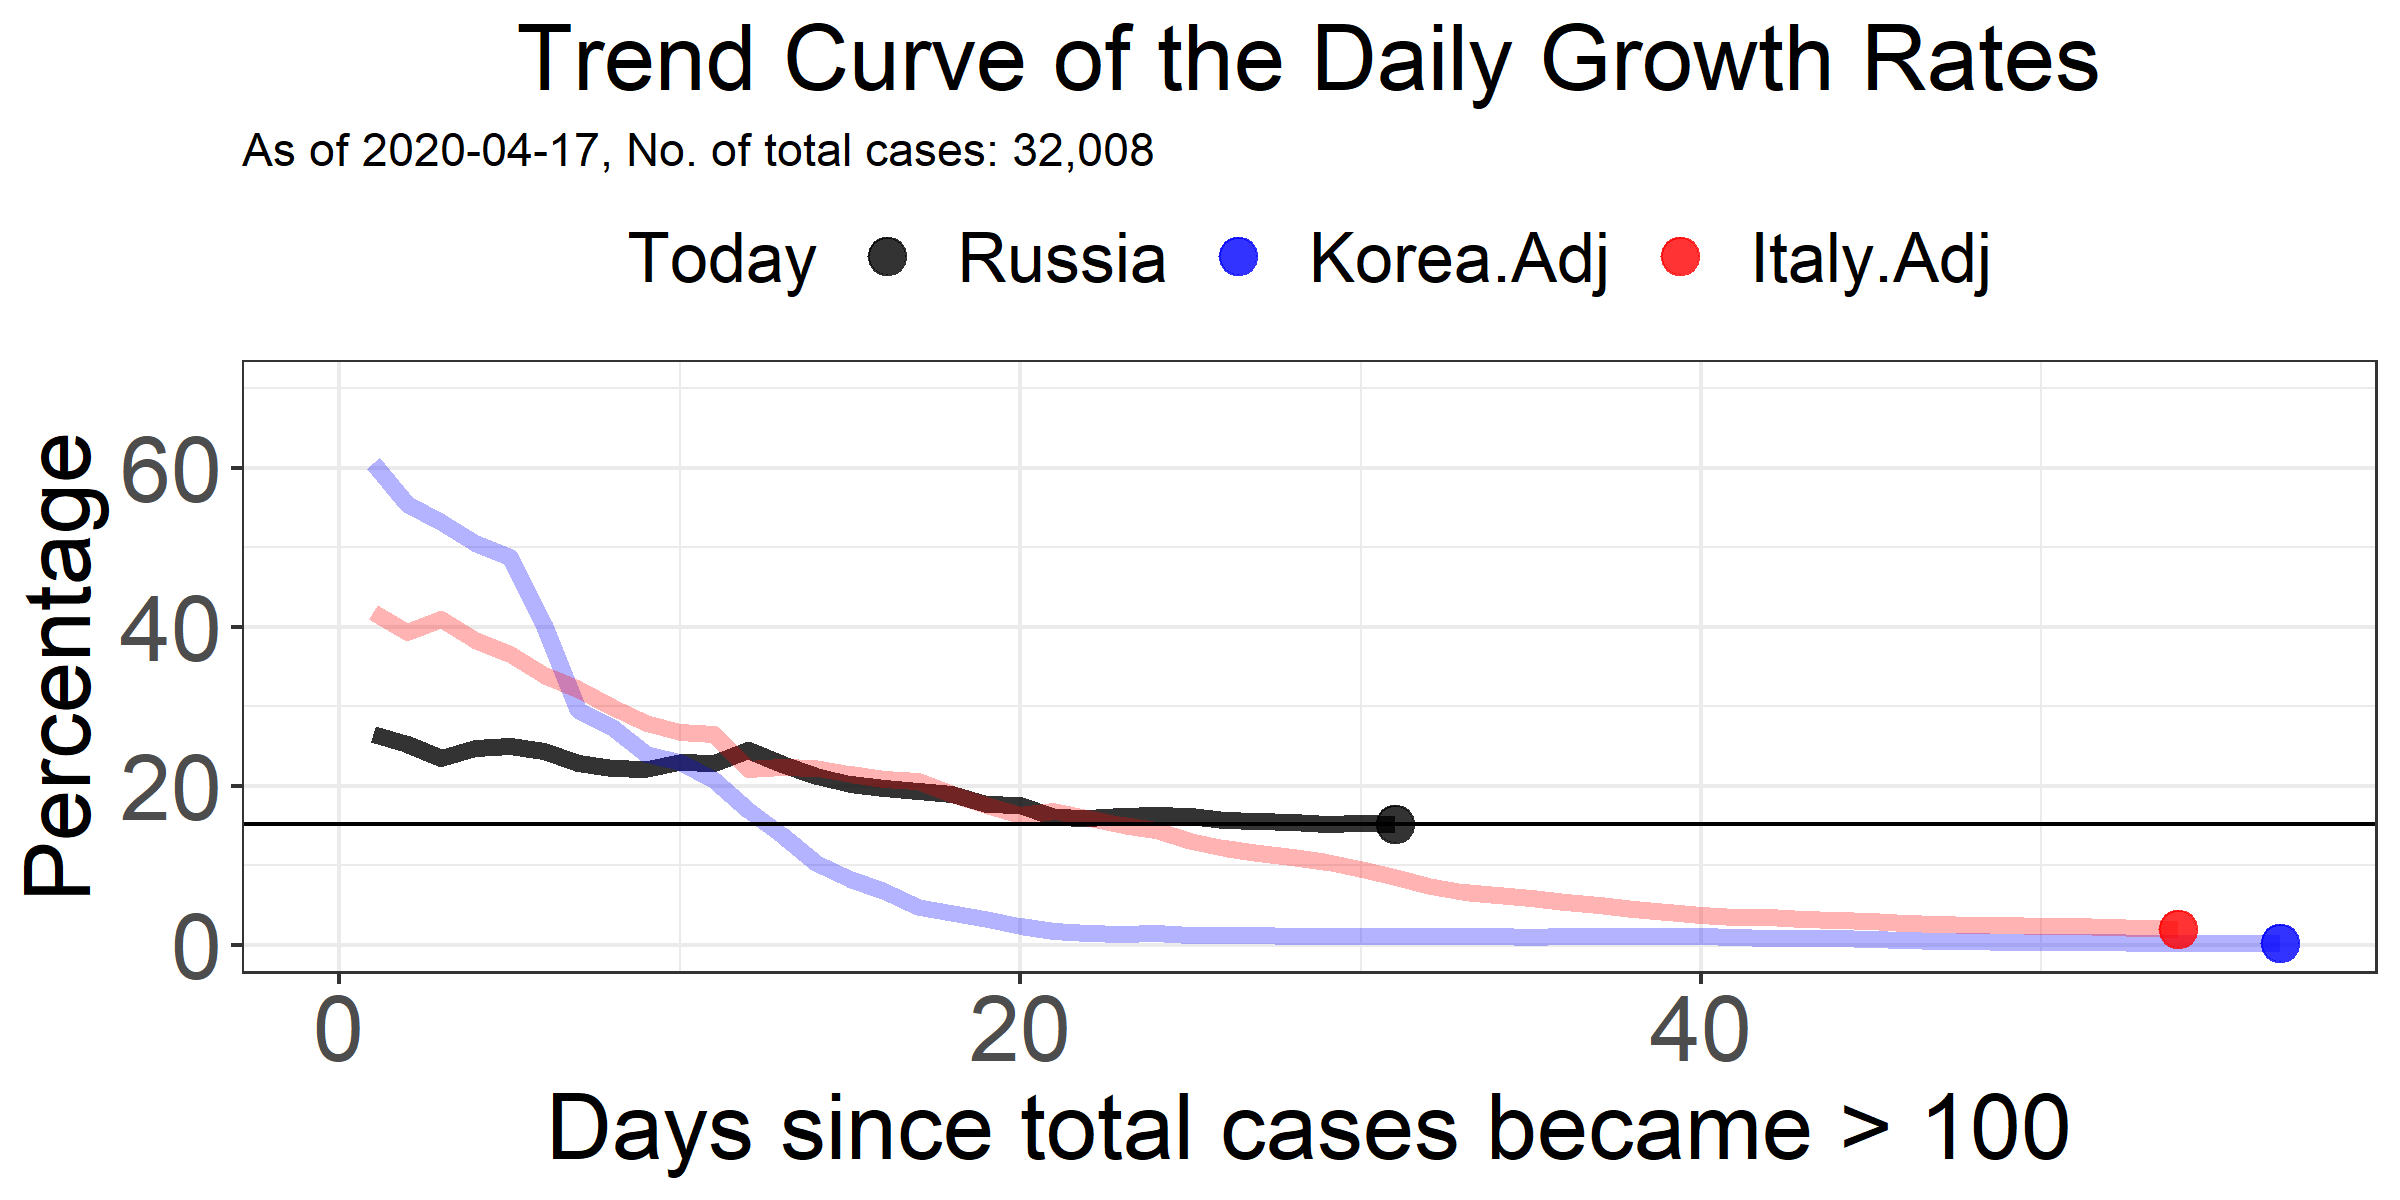 Trend Curve of the Daily Growth Rates
As of 2020-04-17, No. of total cases: 32,008
Today Russia Korea.Adj Italy.Adj
Percentage
60
40
20
0
0 20 40
Days since total cases became > 100